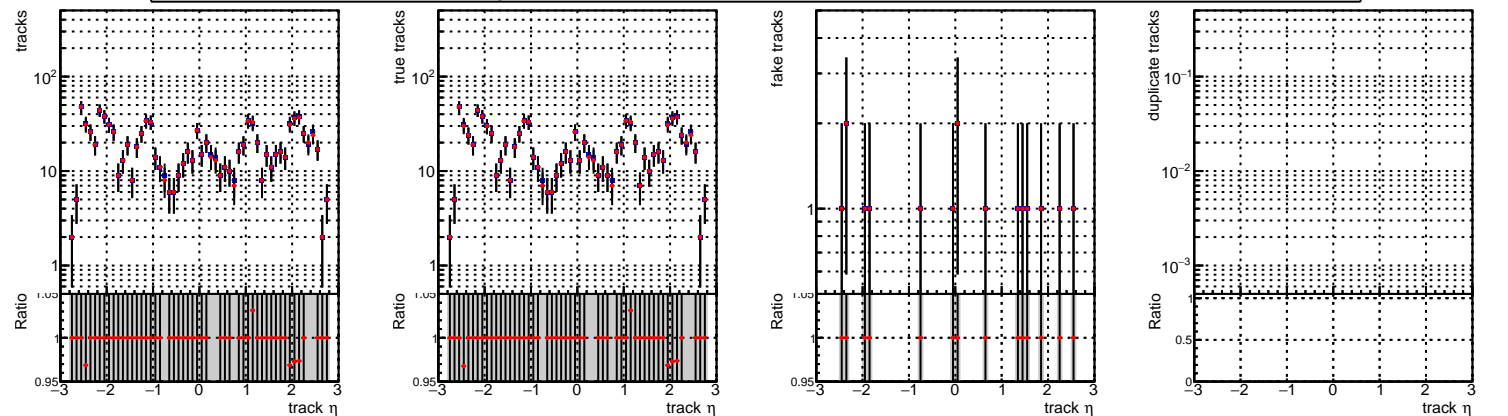 tracks
10²
10
1
Ratio
1.05
1
0.95
−3 −2 −1 0 1 2 3
track η
true tracks
10²
10
1
Ratio
1.05
1
0.95
−3 −2 −1 0 1 2 3
track η
fake tracks
1
Ratio
1.05
1
0.95
−3 −2 −1 0 1 2 3
track η
duplicate tracks
10⁻¹
10⁻²
10⁻³
Ratio
1
0.5
0
−3 −2 −1 0 1 2 3
track η